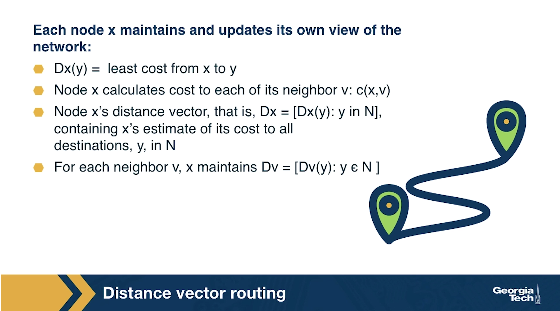 Each node x maintains and updates its own view of the
network:
Dx(y) = least cost from x to y
Node x calculates cost to each of its neighbor v: c(x,v)
Node x's distance vector, that is, Dx = [Dx(y): y in N],
containing x's estimate of its cost to all
destinations, y, in N
For each neighbor v, x maintains Dv = [Dv(y): y є N ]
Distance vector routing
Georgia
Tech